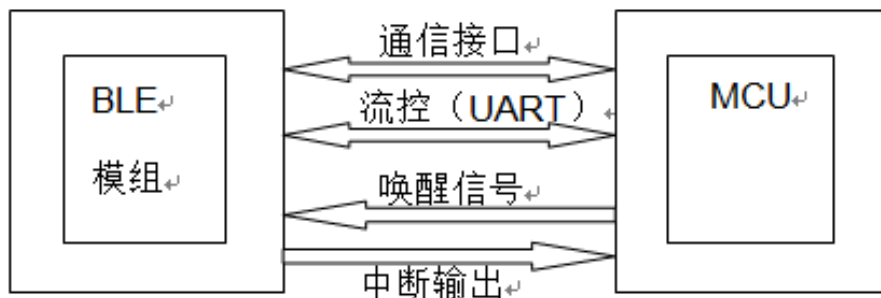 通信接口
BLE
模组
流控（UART）
MCU
唤醒信号
中断输出